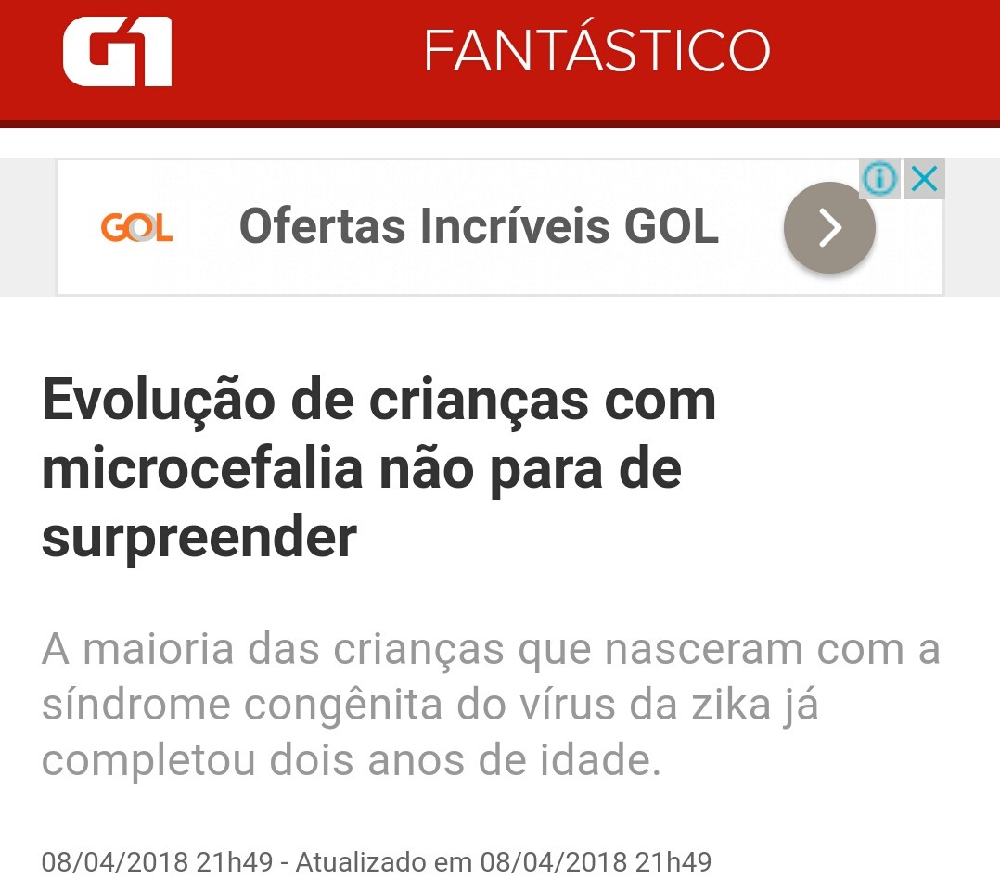 G1
FANTÁSTICO
GOL
Ofertas Incríveis GOL
Evolução de crianças com
microcefalia não para de
surpreender
A maioria das crianças que nasceram com a
síndrome congênita do vírus da zika já
completou dois anos de idade.
08/04/2018 21h49 - Atualizado em 08/04/2018 21h49